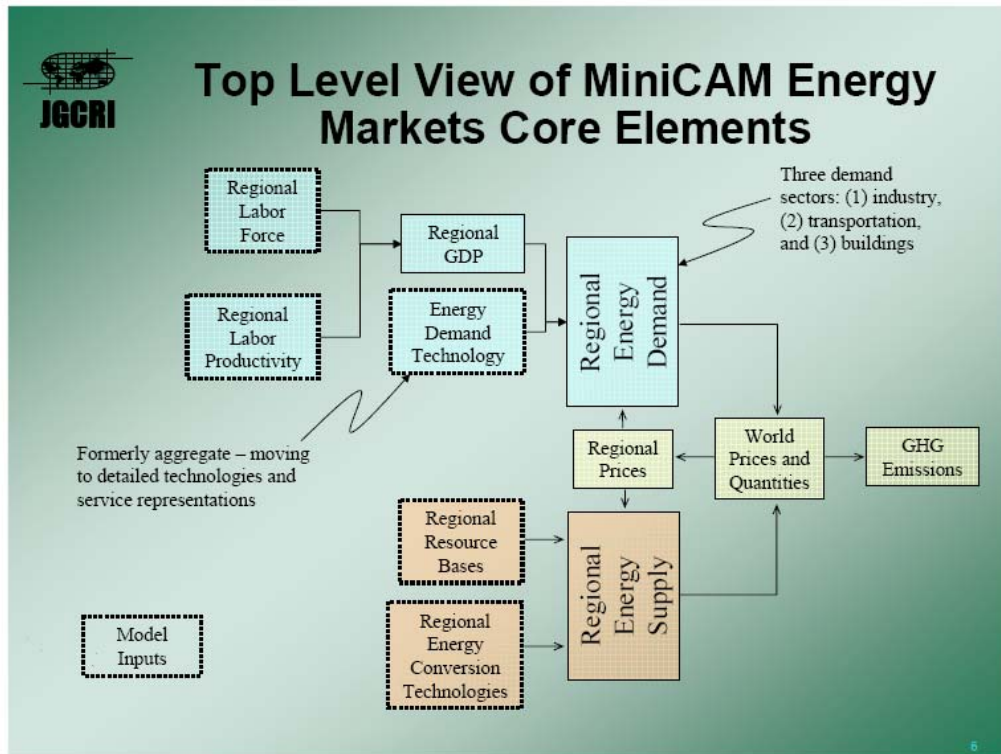 JGCRI
Top Level View of MiniCAM Energy
Markets Core Elements
Three demand
sectors: (1) industry,
(2) transportation,
and (3) buildings
Regional
Labor
Force
Regional
GDP
Regional
Energy
Demand
Regional
Labor
Productivity
Energy
Demand
Technology
Formerly aggregate – moving
to detailed technologies and
service representations
Regional
Prices
World
Prices and
Quantities
GHG
Emissions
Regional
Resource
Bases
Regional
Energy
Supply
Regional
Energy
Conversion
Technologies
Model
Inputs
6